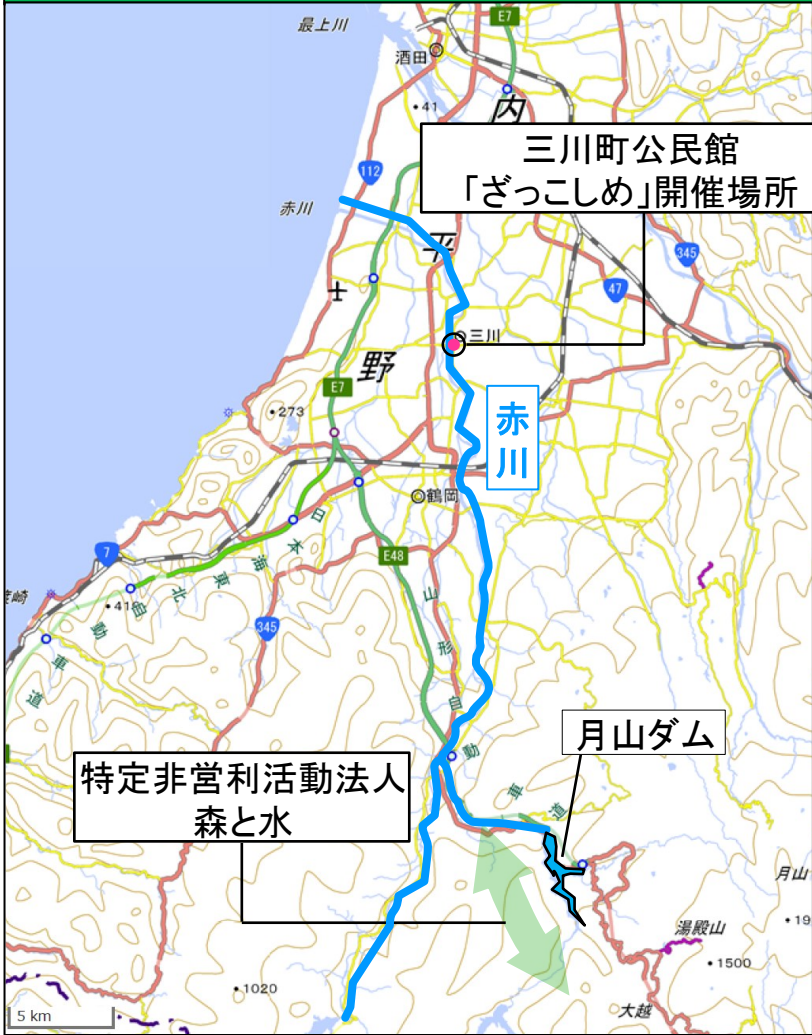 最上川
E7
酒田
・41
内
三川町公民館
「ざっこしめ」開催場所
112
赤川
平
345
47
士
三川
野
E7
・273
赤川
鶴岡
7
E48
日本海東北自動車道
・41
345
山形自動車道
月山ダム
特定非営利活動法人
森と水
月山
・19
湯殿山
・1500
・1020
大越
5 km